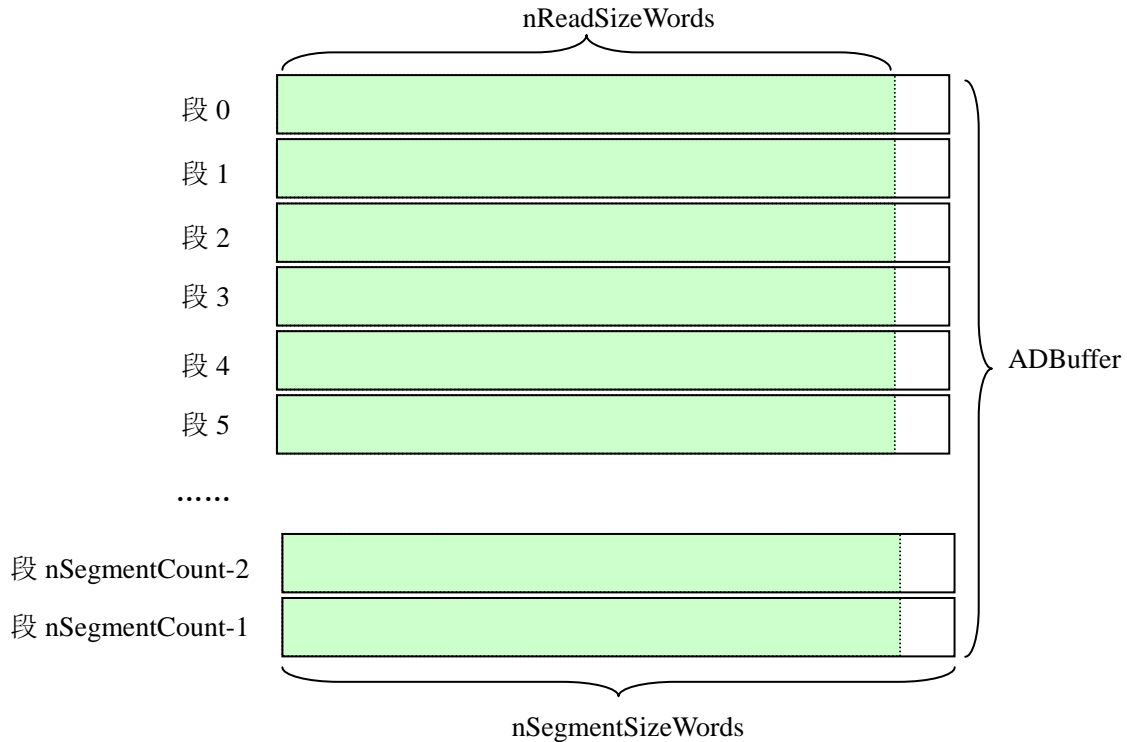 nReadSizeWords
段 0
段 1
段 2
段 3
段 4
ADBuffer
段 5
……
段 nSegmentCount-2
段 nSegmentCount-1
nSegmentSizeWords